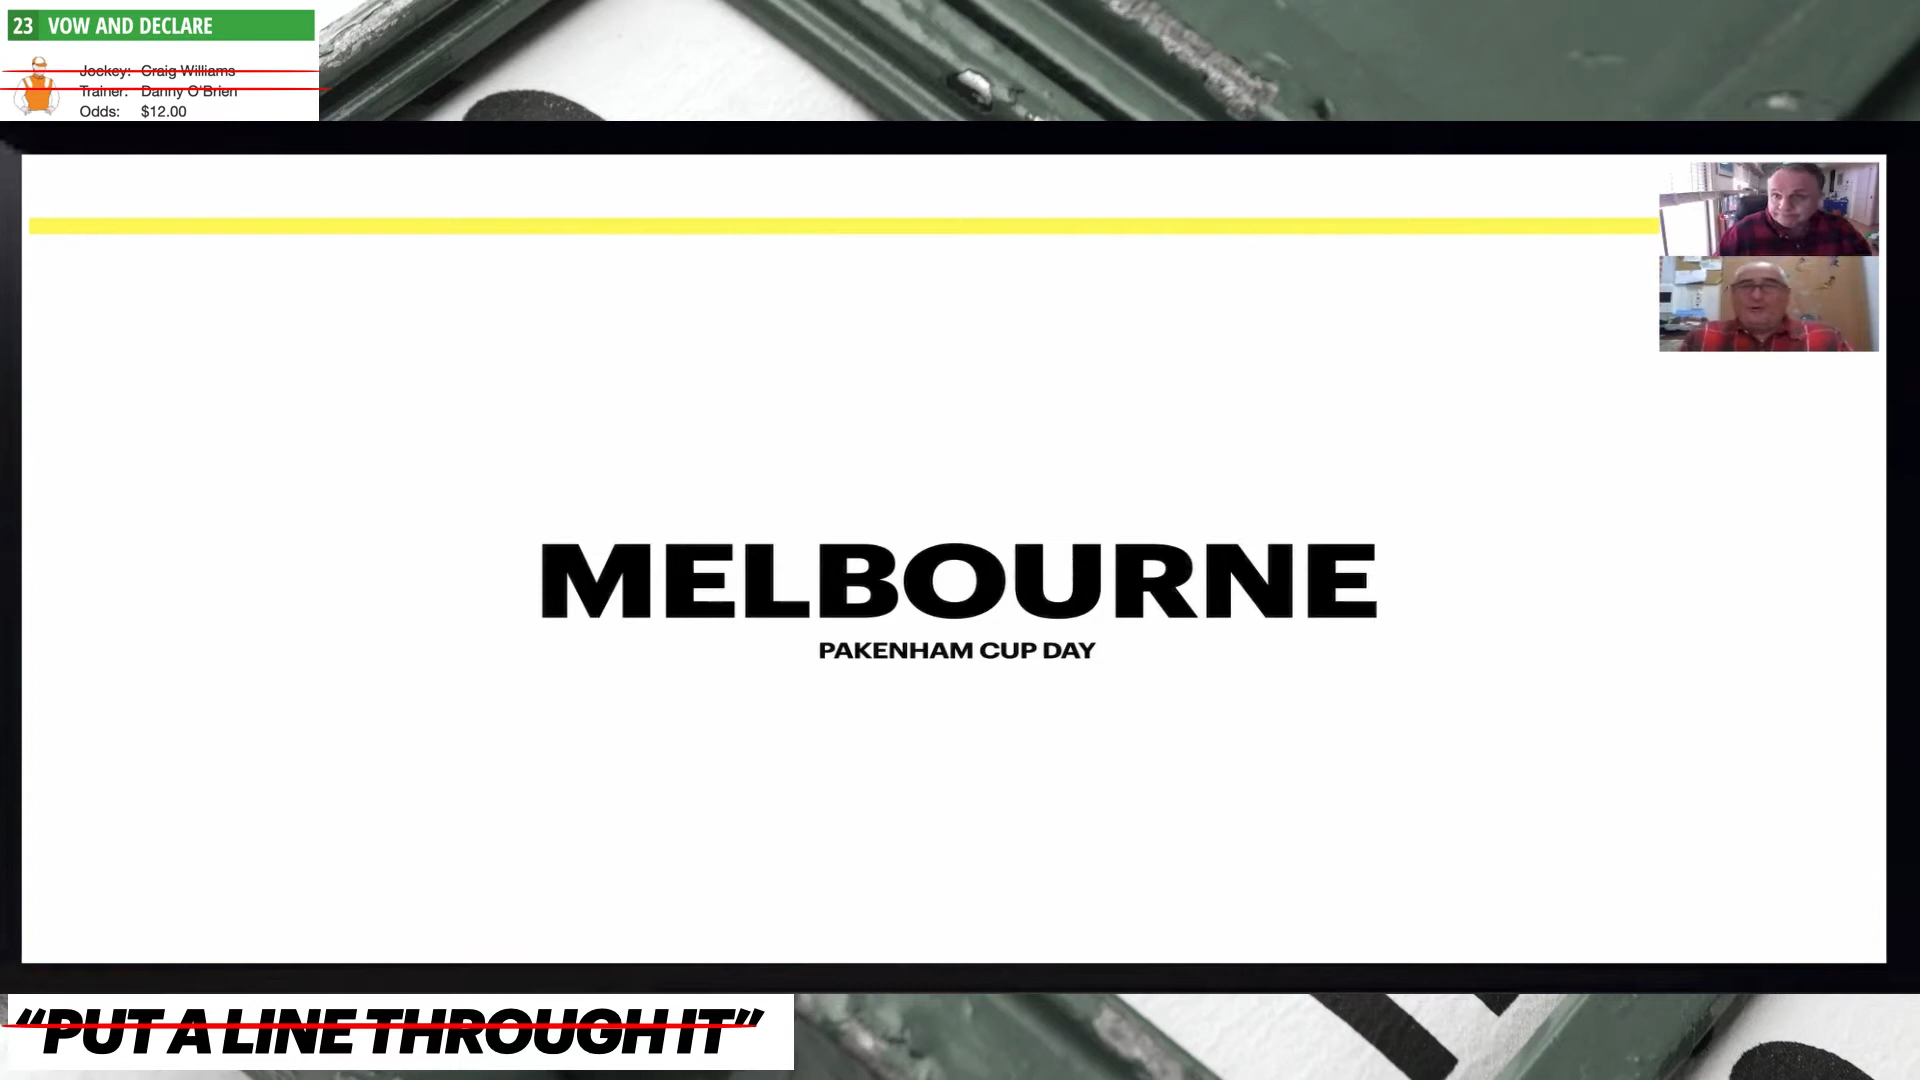 23 VOW AND DECLARE
Jockey: Craig Williams
Trainer: Danny O'Brien
Odds: $12.00
MELBOURNE
PAKENHAM CUP DAY
“PUT A LINE THROUGH IT”